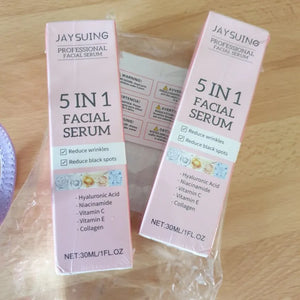 JAYSUING
PROFESSIONAL
FACIAL SERUM
5 IN 1
FACIAL
SERUM
Reduce wrinkles
Reduce black spots
- Hyaluronic Acid
- Niacinamide
- Vitamin C
- Vitamin E
- Collagen
NET:30ML/1FL.OZ
WARNING:
JAYSUING
PROFESSIONAL
FACIAL SERUM
5 IN 1
FACIAL
SERUM
Reduce wrinkles
Reduce black spots
- Hyaluronic Acid
- Niacinamide
- Vitamin C
- Vitamin E
- Collagen
NET:30ML/1FL.OZ